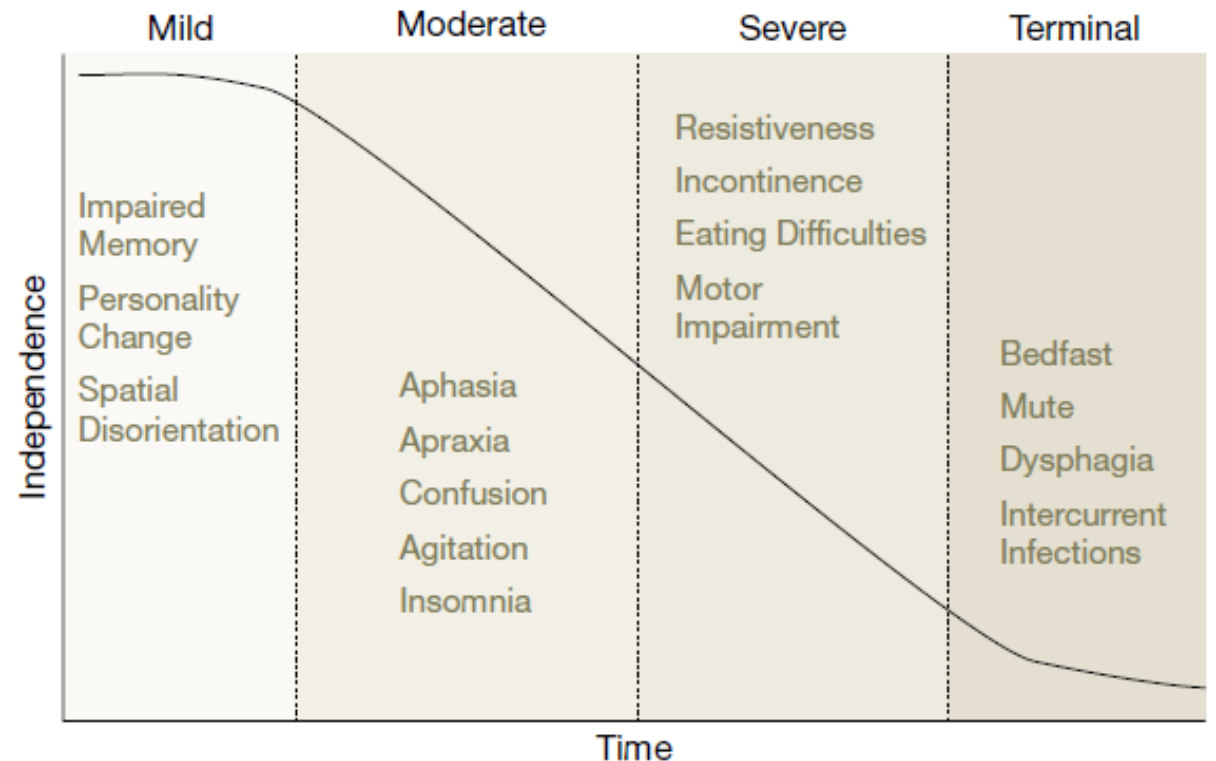 Mild
Moderate
Severe
Terminal
Independence
Impaired
Memory
Personality
Change
Spatial
Disorientation
Aphasia
Apraxia
Confusion
Agitation
Insomnia
Resistiveness
Incontinence
Eating Difficulties
Motor
Impairment
Bedfast
Mute
Dysphagia
Intercurrent
Infections
Time